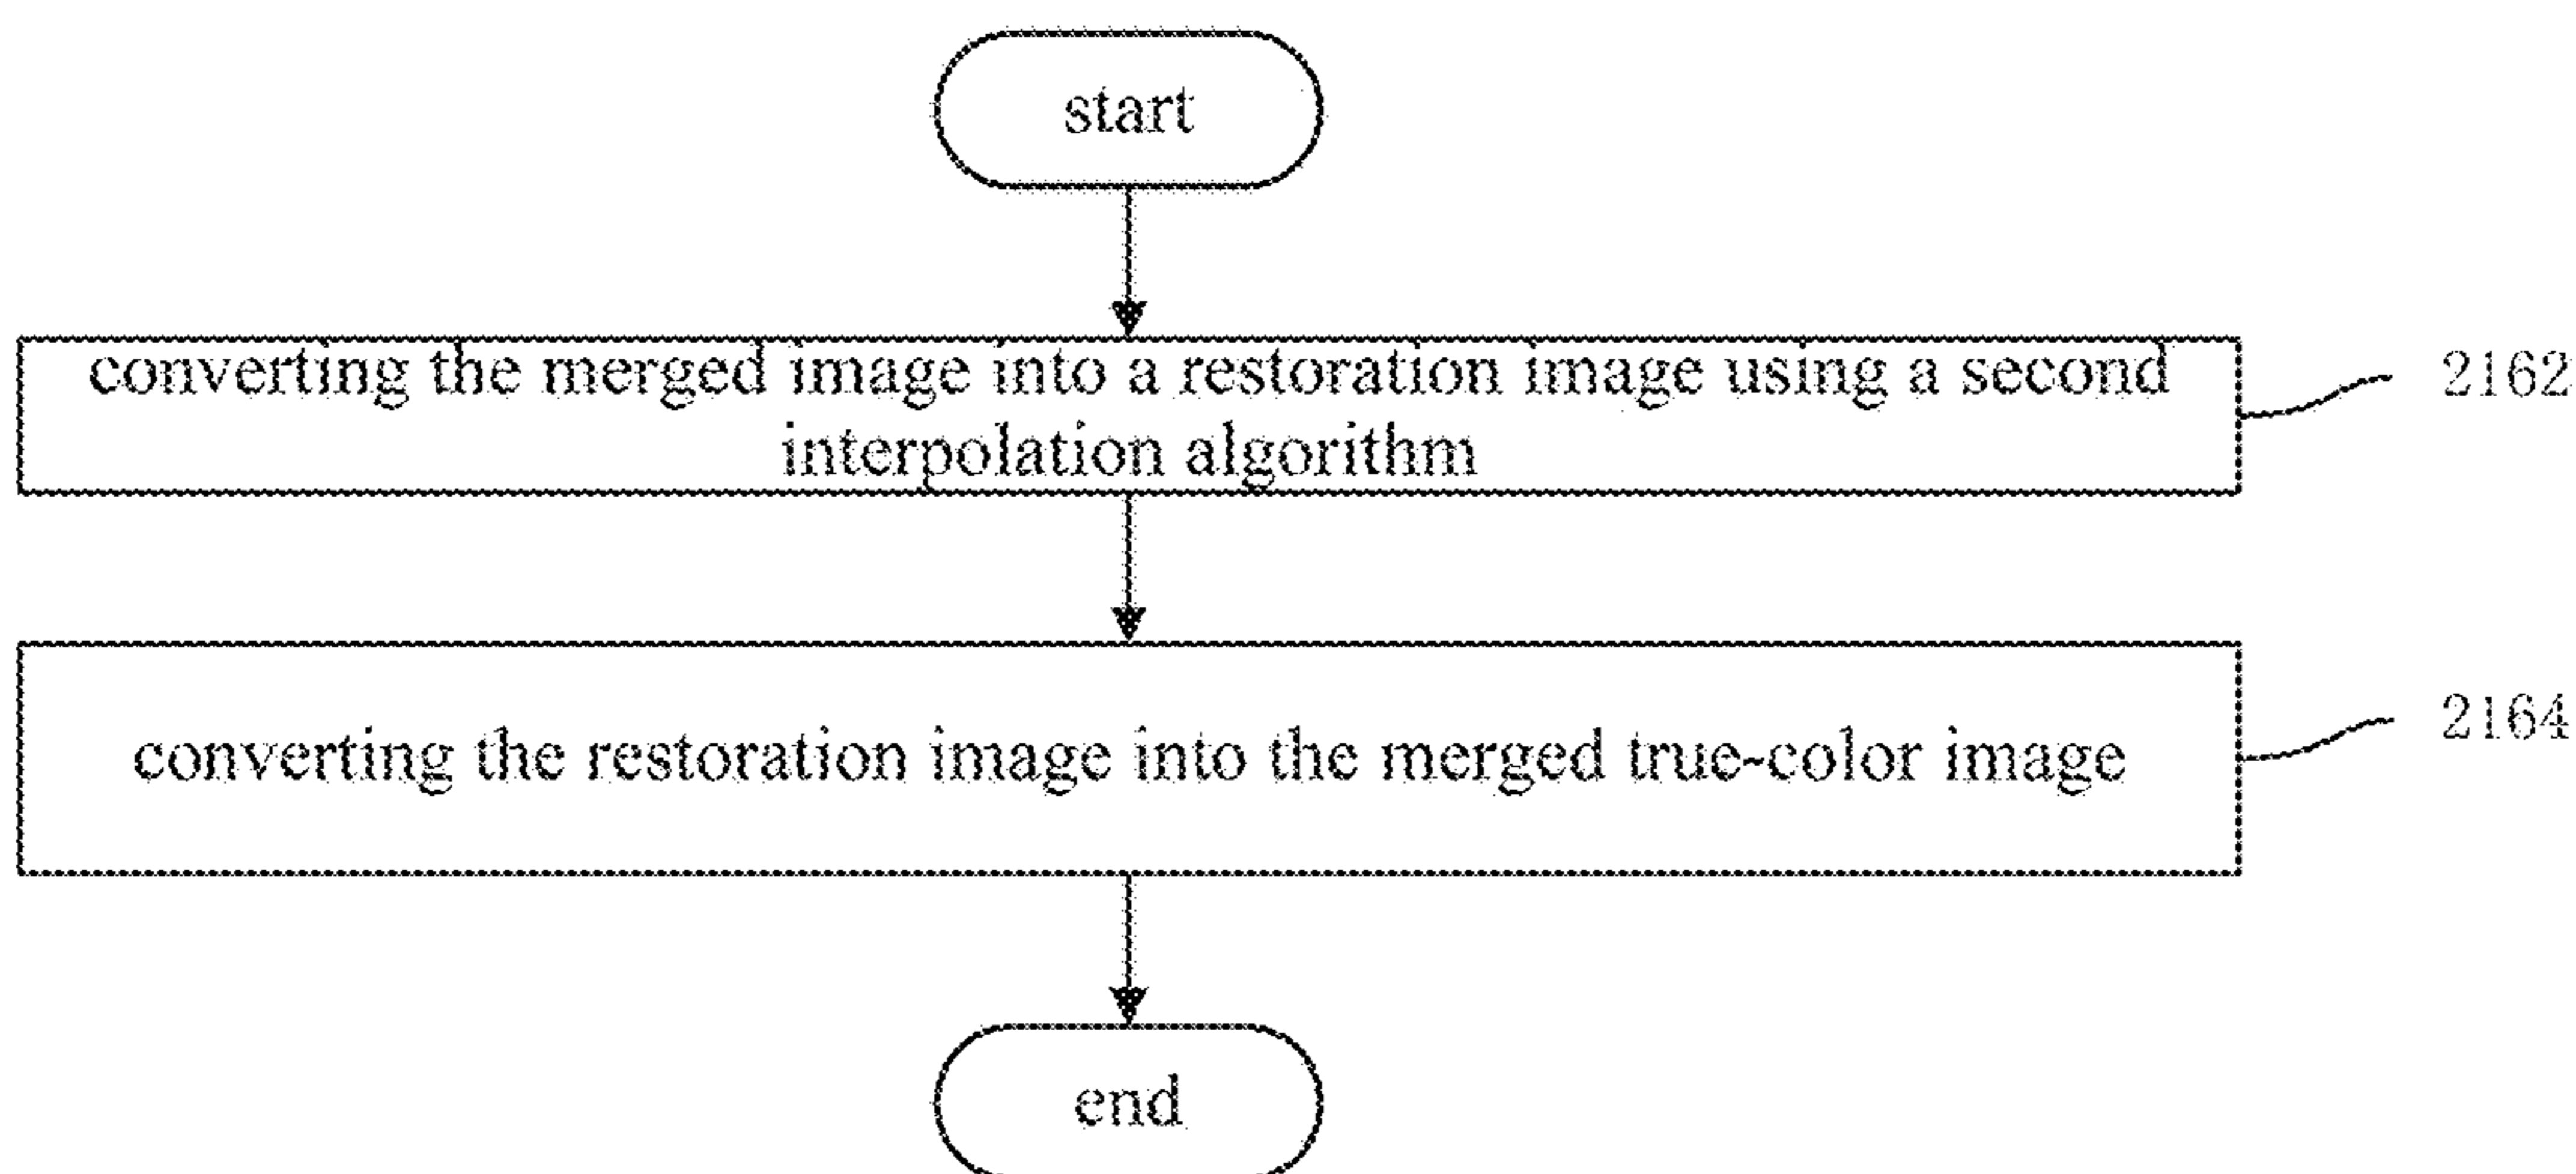 start
converting the merged image into a restoration image using a second
interpolation algorithm
2162
converting the restoration image into the merged true-color image
2164
end